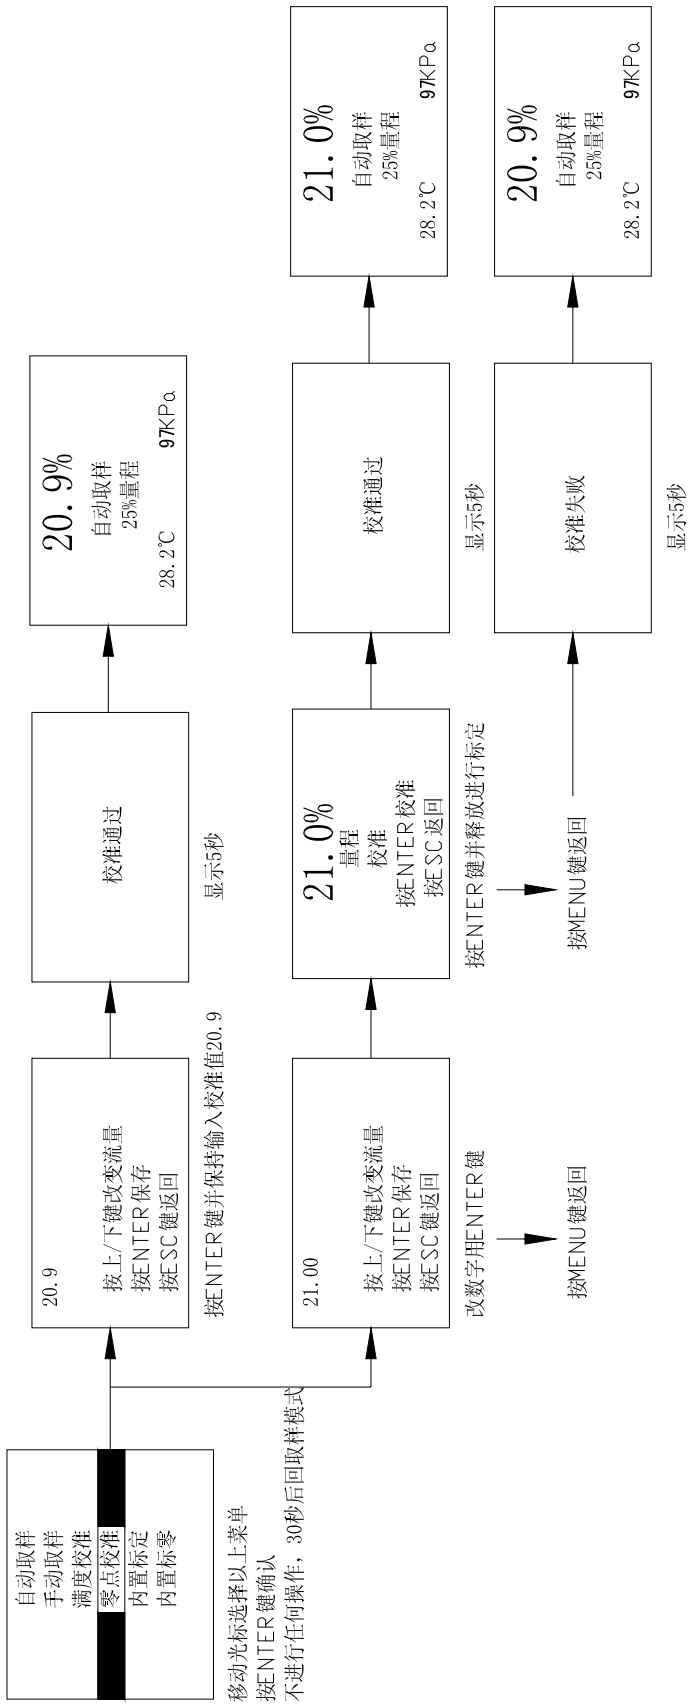 自动取样
手动取样
满度校准
零点校准
内置标定
内置标零
移动光标选择以上菜单
按ENTER键确认
不进行任何操作，30秒后回取样模式
20.9
按上/下键改变流量
按ENTER保存
按ESC键返回
按ENTER键并保持输入校准值20.9
校准通过
显示5秒
20.9%
自动取样
25%量程
28.2℃ 97KPa
21.00
按上/下键改变流量
按ENTER保存
按ESC键返回
改数字用ENTER键
按MENU键返回
21.0%
量程
校准
按ENTER校准
按ESC返回
按ENTER键并释放进行标定
按MENU键返回
校准通过
显示5秒
21.0%
自动取样
25%量程
28.2℃ 97KPa
校准失败
显示5秒
20.9%
自动取样
25%量程
28.2℃ 97KPa